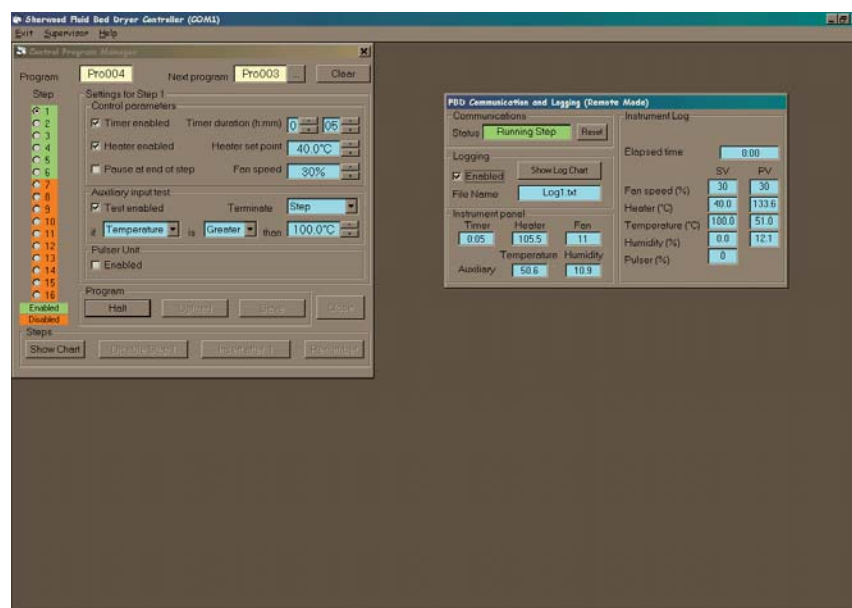 Sherwood Fluid Bed Dryer Controller (COM1)
Exit Supervisor Help
Control Program Manager
Program Pro004 Next program Pro003 ... Clear
Step
1
2
3
4
5
6
7
8
9
10
11
12
13
14
15
16
Enabled
Disabled
Settings for Step 1
Control parameters
Timer enabled Timer duration (h:mm) 0 05
Heater enabled Heater set point 40.0°C
Pause at end of step Fan speed 30%
Auxiliary input test
Test enabled Terminate Step
if Temperature is Greater than 100.0°C
Pulser Unit
Enabled
Program
Halt Upload Save Close
Steps
Show Chart
FBD Communication and Logging (Remote Mode)
Communications
Status Running Step Reset
Logging
Enabled Show Log Chart
File Name Log1.txt
Instrument panel
Timer Heater Fan
0:05 105.5 11
Temperature Humidity
Auxiliary 50.6 10.9
Instrument Log
Elapsed time 0:00
SV PV
Fan speed (%) 30 30
Heater (°C) 40.0 133.6
Temperature (°C) 100.0 51.0
Humidity (%) 0.0 12.1
Pulser (%) 0